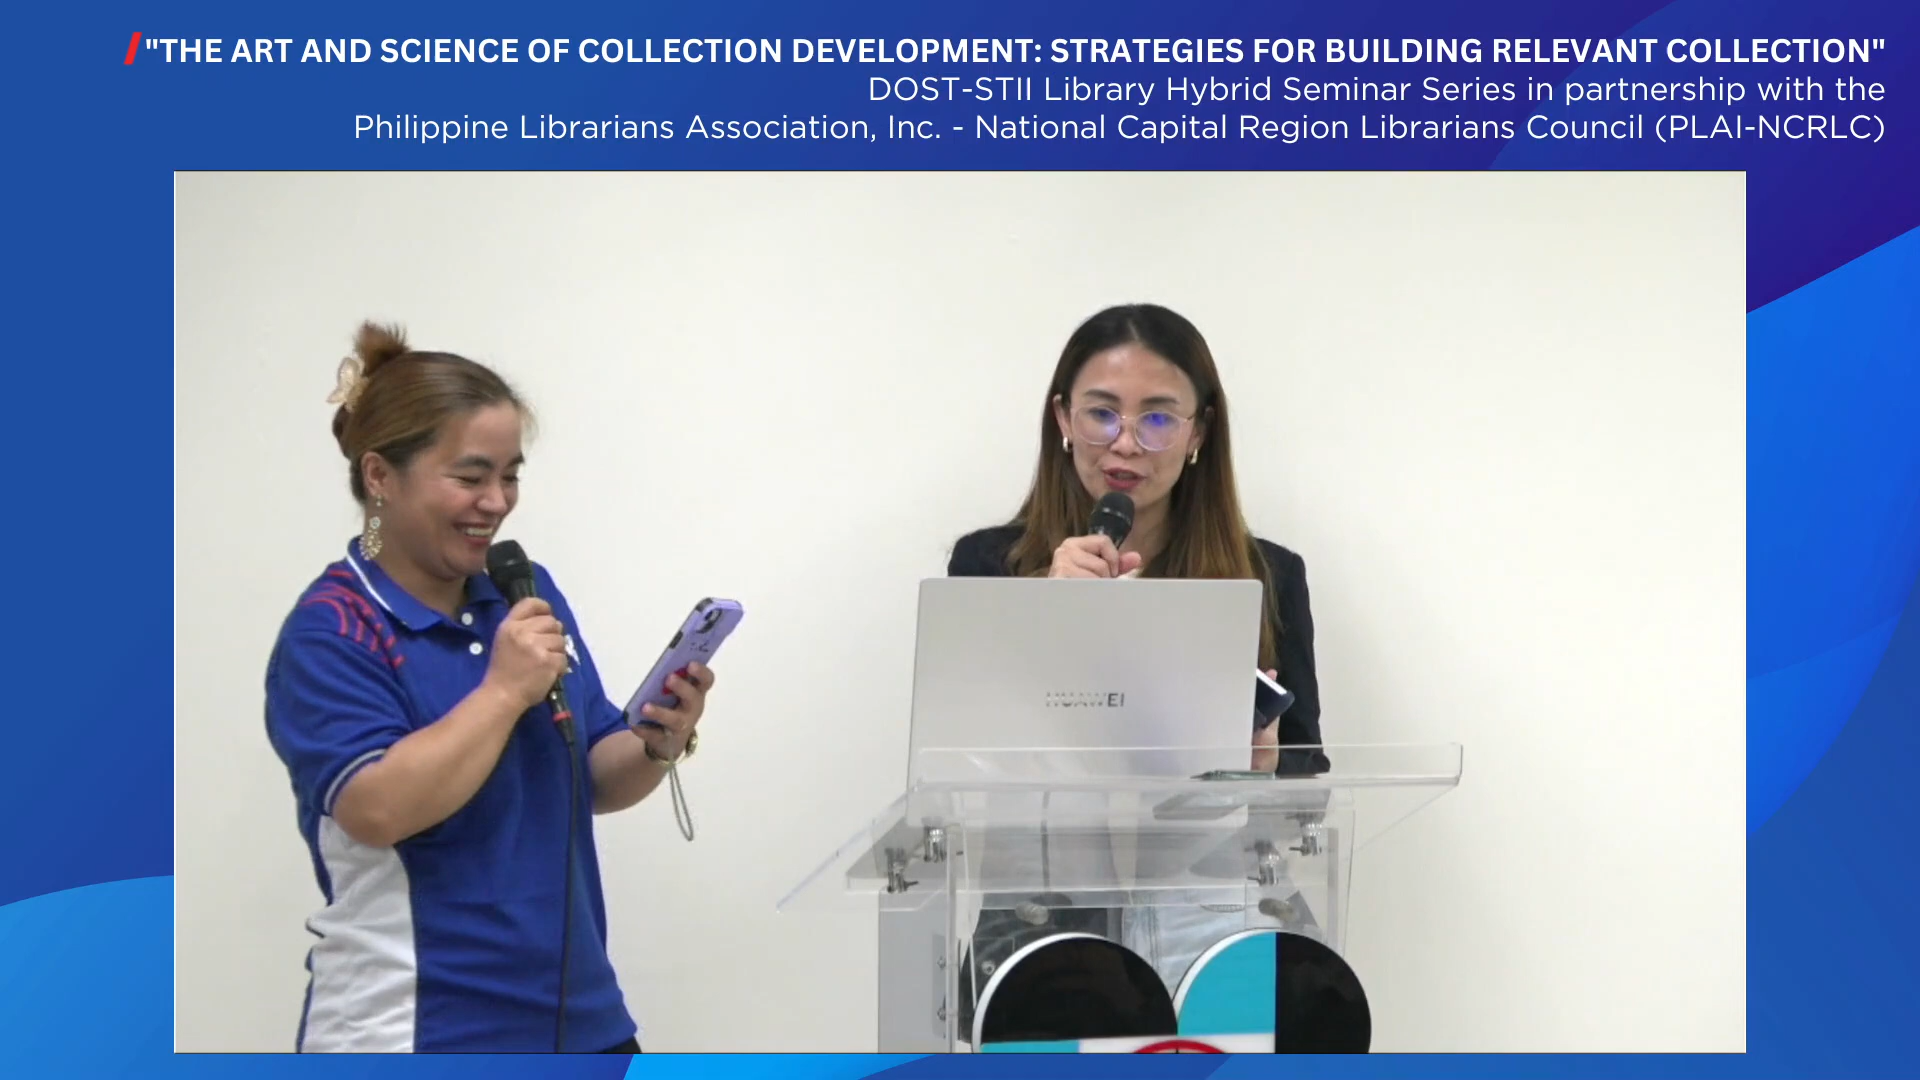 "THE ART AND SCIENCE OF COLLECTION DEVELOPMENT: STRATEGIES FOR BUILDING RELEVANT COLLECTION"
DOST-STII Library Hybrid Seminar Series in partnership with the
Philippine Librarians Association, Inc. - National Capital Region Librarians Council (PLAI-NCRLC)
HUAWEI